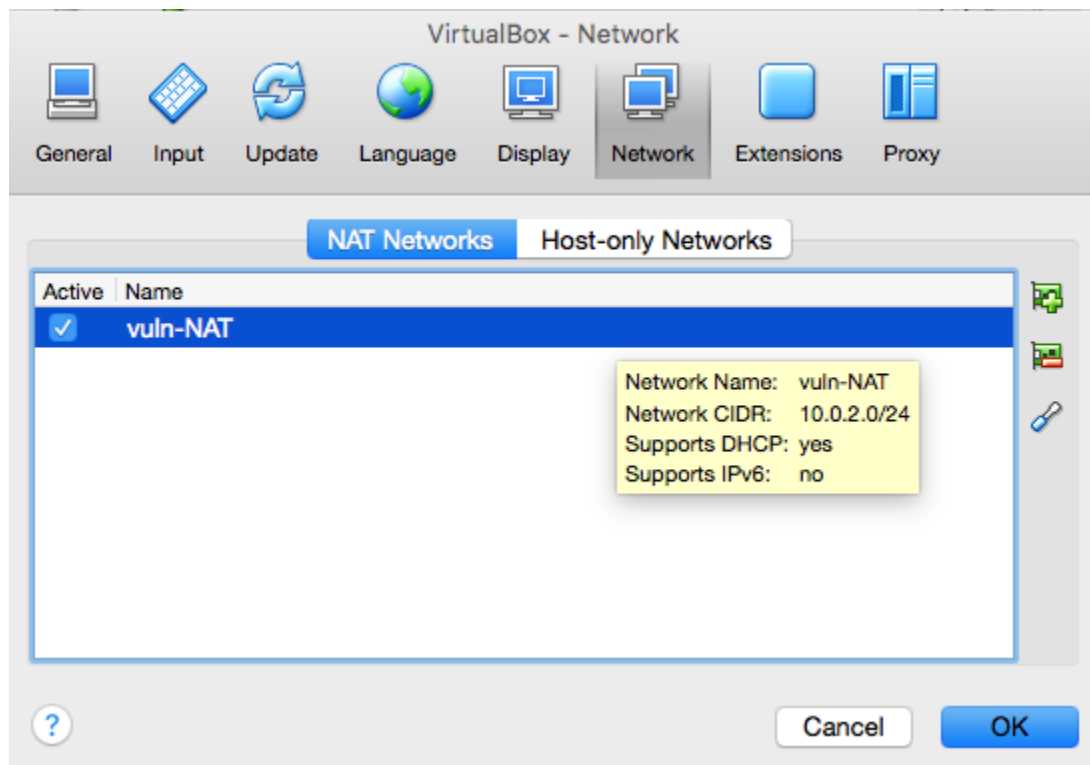 VirtualBox - Network
General Input Update Language Display Network Extensions Proxy
NAT Networks Host-only Networks
Active Name
vuln-NAT
Network Name: vuln-NAT
Network CIDR: 10.0.2.0/24
Supports DHCP: yes
Supports IPv6: no
? Cancel OK